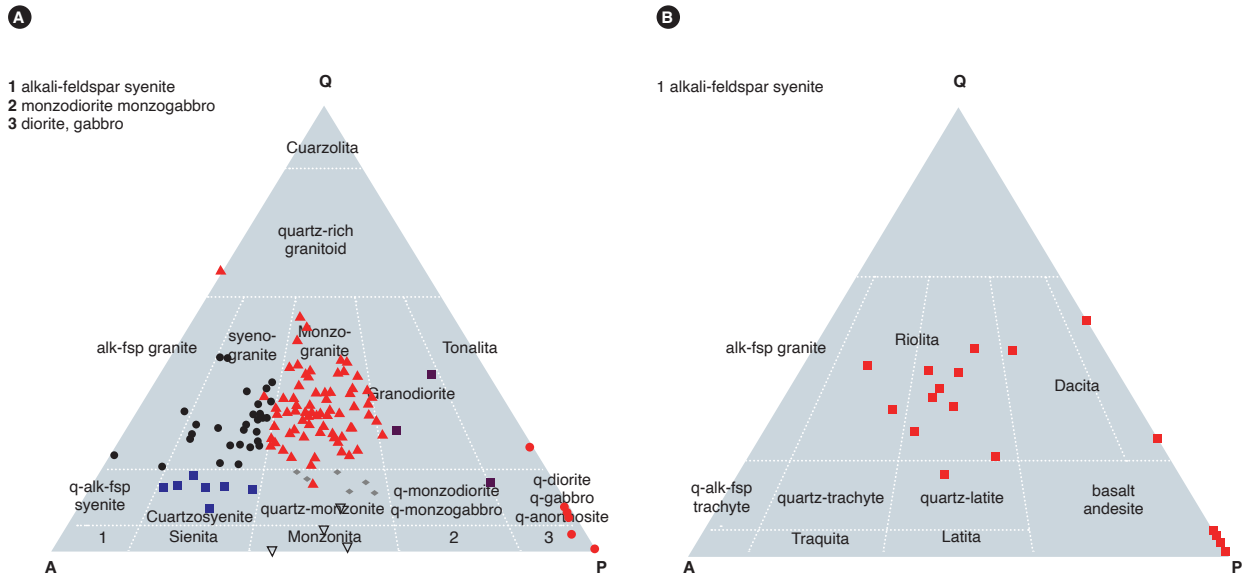 A
1 alkali-feldspar syenite
2 monzodiorite monzogabbro
3 diorite, gabbro
Q
Cuarzolita
quartz-rich
granitoid
alk-fsp granite
syeno-
granite
Monzo-
granite
Tonalita
Granodiorite
q-alk-fsp
syenite
Cuartzosyenite
quartz-monzonite
q-monzodiorite
q-monzogabbro
q-diorite
q-gabbro
q-anorthosite
1
Sienita
Monzonita
2
3
A
P
B
1 alkali-feldspar syenite
Q
alk-fsp granite
Riolita
Dacita
q-alk-fsp
trachyte
quartz-trachyte
quartz-latite
basalt
andesite
Traquita
Latita
A
P